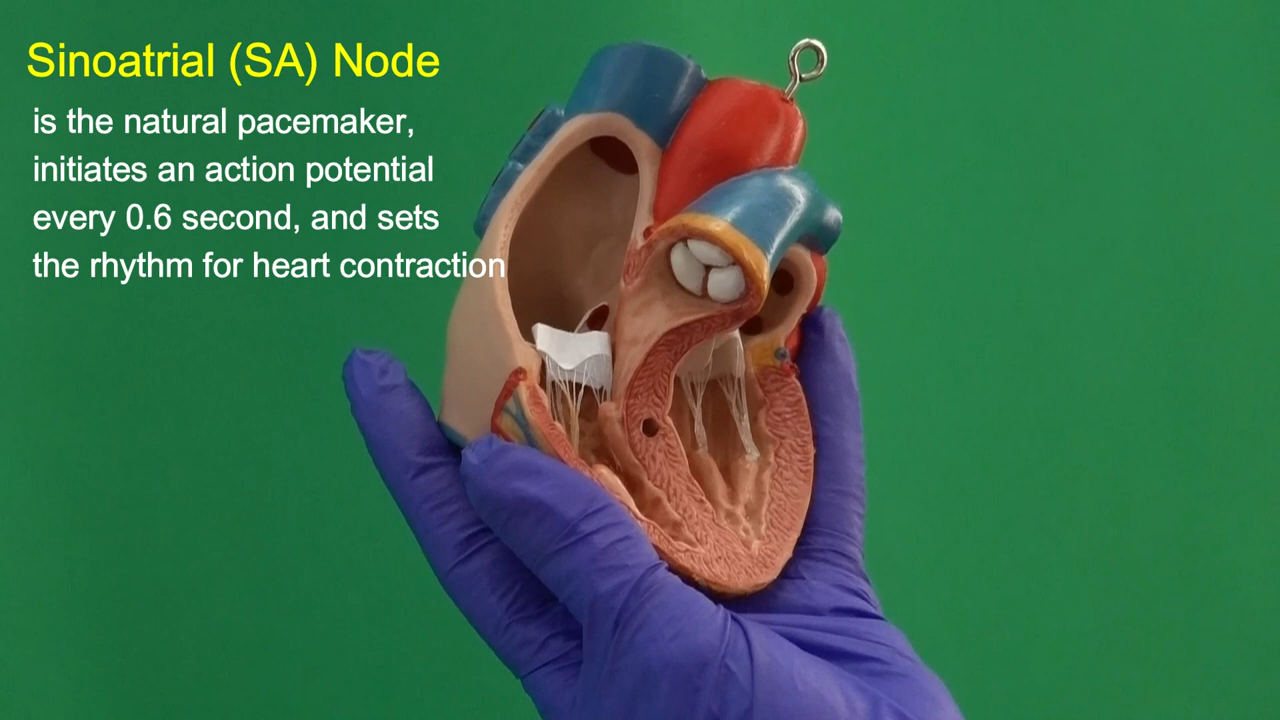 Sinoatrial (SA) Node
is the natural pacemaker,
initiates an action potential
every 0.6 second, and sets
the rhythm for heart contraction